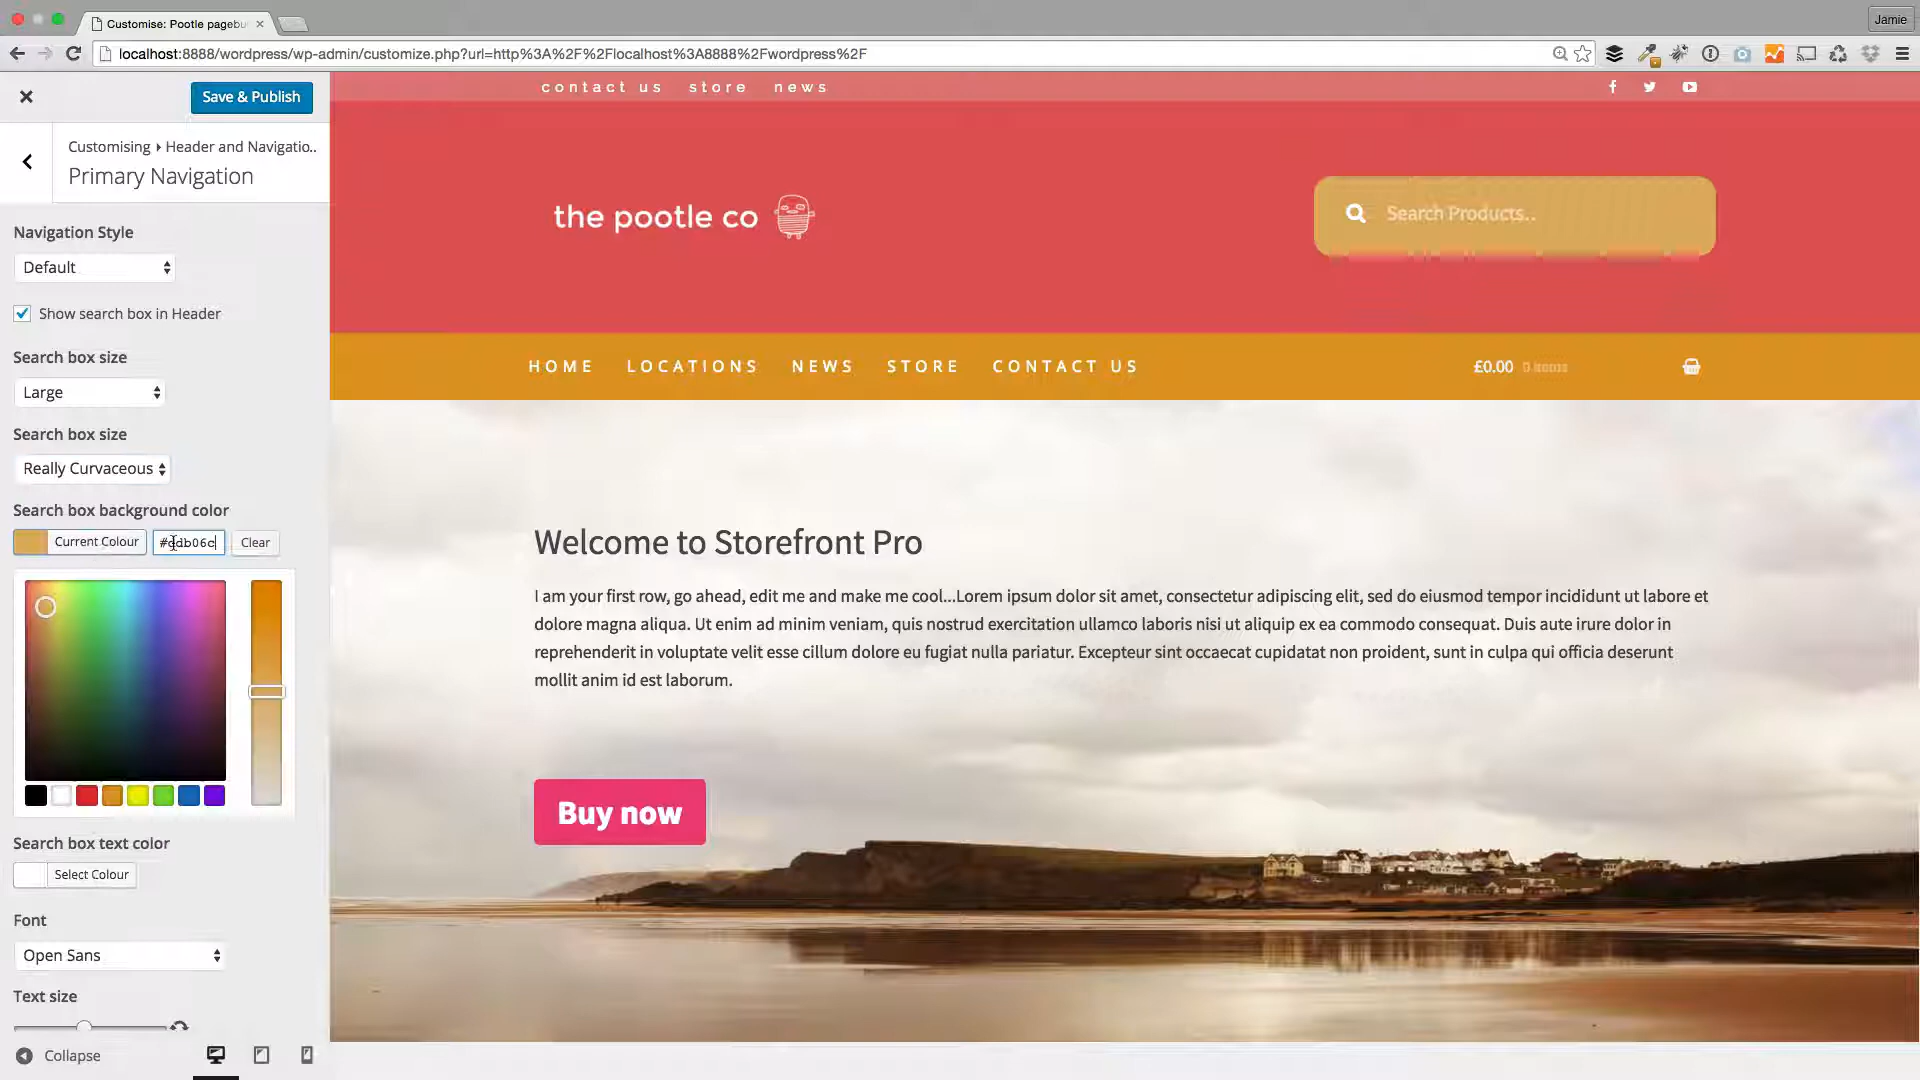 Customise: Pootle pagebu
Jamie
localhost:8888/wordpress/wp-admin/customize.php?url=http%3A%2F%2Flocalhost%3A8888%2Fwordpress%2F
Save & Publish
contact us store news
Customising Header and Navigatio..
Primary Navigation
the pootle co
Search Products..
Navigation Style
Default
Show search box in Header
Search box size
Large
HOME LOCATIONS NEWS STORE CONTACT US
£0.00 0 items
Search box size
Really Curvaceous
Search box background color
Current Colour
#ddb06c
Clear
Welcome to Storefront Pro
I am your first row, go ahead, edit me and make me cool...Lorem ipsum dolor sit amet, consectetur adipiscing elit, sed do eiusmod tempor incididunt ut labore et
dolore magna aliqua. Ut enim ad minim veniam, quis nostrud exercitation ullamco laboris nisi ut aliquip ex ea commodo consequat. Duis aute irure dolor in
reprehenderit in voluptate velit esse cillum dolore eu fugiat nulla pariatur. Excepteur sint occaecat cupidatat non proident, sunt in culpa qui officia deserunt
mollit anim id est laborum.
Buy now
Search box text color
Select Colour
Font
Open Sans
Text size
Collapse